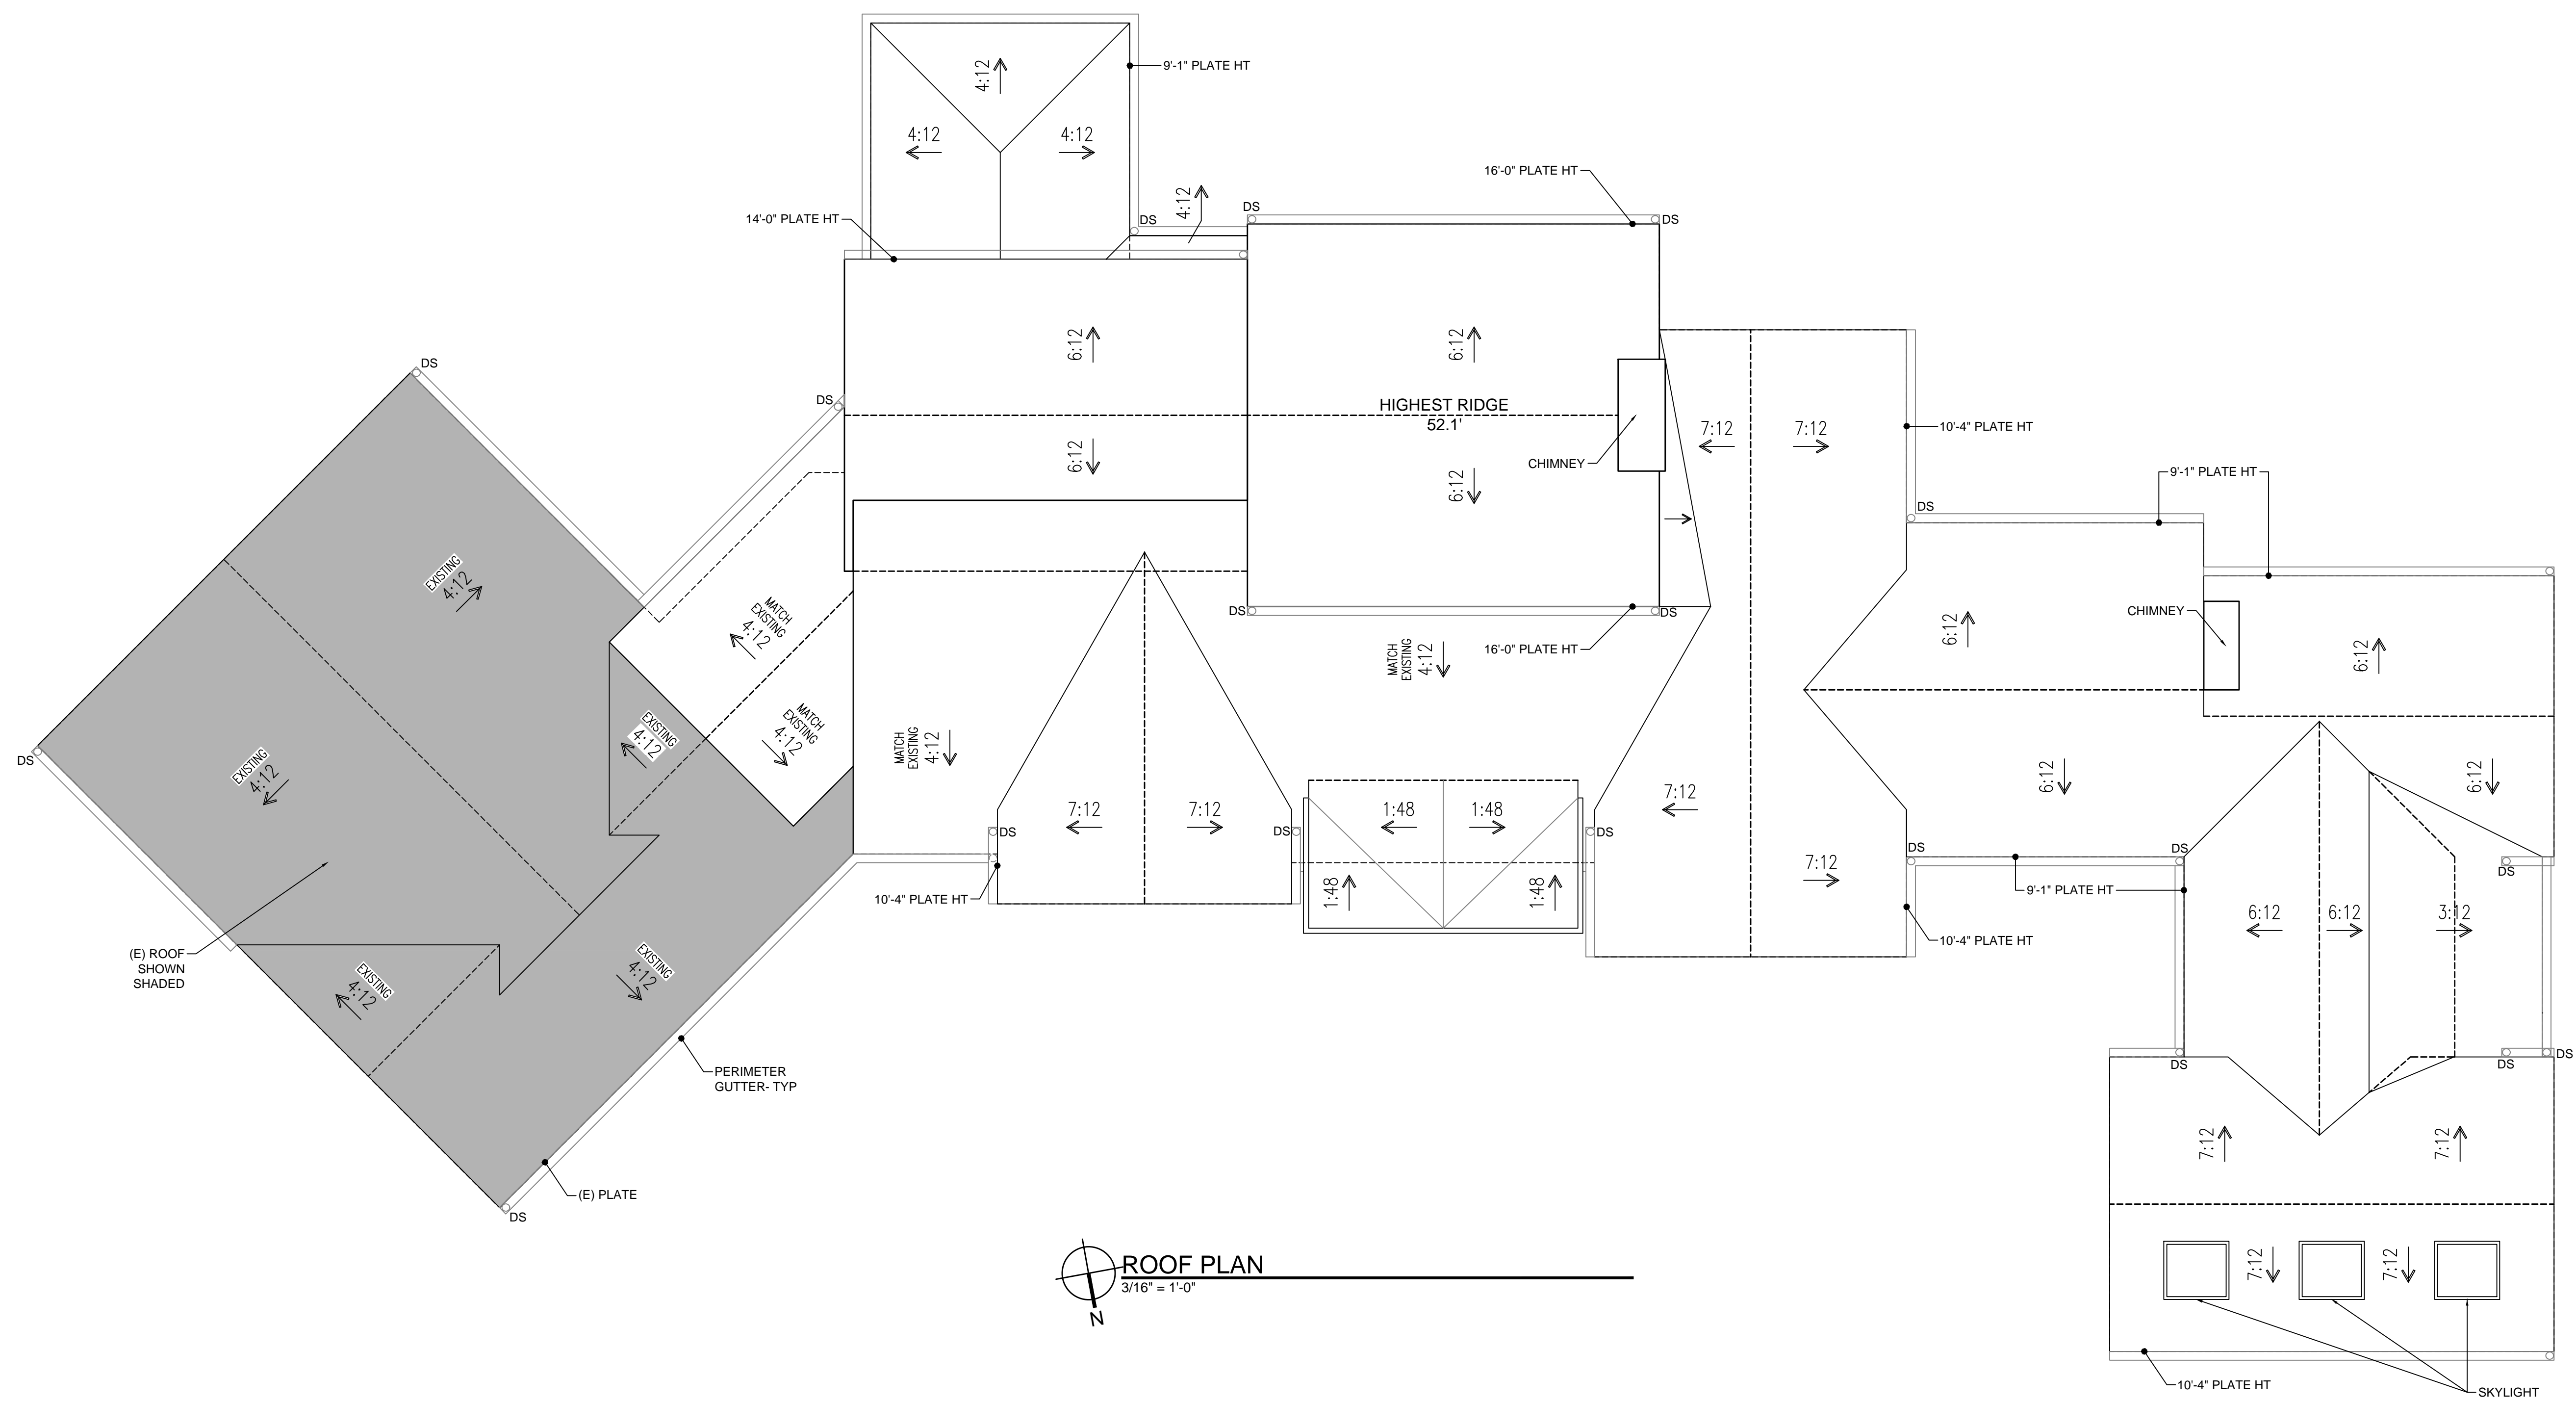 4:12
9'-1" PLATE HT
4:12
4:12
16'-0" PLATE HT
4:12
DS
DS
DS
14'-0" PLATE HT
6:12
6:12
DS
DS
HIGHEST RIDGE
52.1'
7:12
7:12
10'-4" PLATE HT
6:12
CHIMNEY
6:12
9'-1" PLATE HT
DS
EXISTING
4:12
MATCH
EXISTING
4:12
DS
DS
CHIMNEY
6:12
16'-0" PLATE HT
MATCH
EXISTING
4:12
6:12
EXISTING
4:12
MATCH
EXISTING
4:12
MATCH
EXISTING
4:12
DS
EXISTING
4:12
6:12
6:12
7:12
7:12
1:48
1:48
7:12
DS
DS
DS
DS
DS
7:12
DS
1:48
1:48
10'-4" PLATE HT
9'-1" PLATE HT
6:12
6:12
3:12
10'-4" PLATE HT
(E) ROOF
SHOWN
SHADED
EXISTING
4:12
EXISTING
4:12
PERIMETER
GUTTER- TYP
DS
DS
DS
7:12
7:12
(E) PLATE
DS
ROOF PLAN
3/16" = 1'-0"
N
7:12
7:12
10'-4" PLATE HT
SKYLIGHT